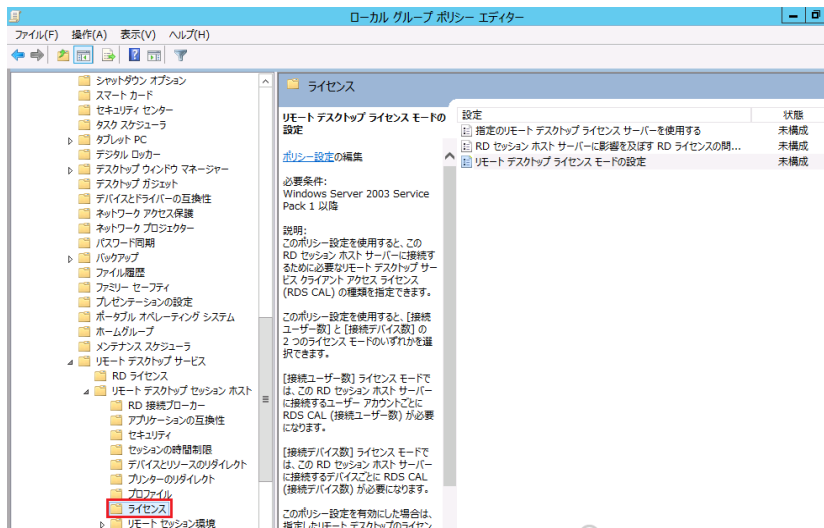 ローカル グループ ポリシー エディター
ファイル(F) 操作(A) 表示(V) ヘルプ(H)
シャットダウン オプション
スマート カード
セキュリティ センター
タスク スケジューラ
タブレット PC
デジタル ロッカー
デスクトップ ウィンドウ マネージャー
デスクトップ ガジェット
デバイスとドライバーの互換性
ネットワーク アクセス保護
ネットワーク プロジェクター
パスワード同期
バックアップ
ファイル履歴
ファミリー セーフティ
プレゼンテーションの設定
ポータブル オペレーティング システム
ホームグループ
メンテナンス スケジューラ
リモート デスクトップ サービス
RD ライセンス
リモート デスクトップ セッション ホスト
RD 接続ブローカー
アプリケーションの互換性
セキュリティ
セッションの時間制限
デバイスとリソースのリダイレクト
プリンターのリダイレクト
プロファイル
ライセンス
リモート セッション環境
ライセンス
リモート デスクトップ ライセンス モードの
設定
ポリシー設定の編集
必要条件:
Windows Server 2003 Service
Pack 1 以降
説明:
このポリシー設定を使用すると、この
RD セッション ホスト サーバーに接続す
るために必要なリモート デスクトップ サー
ビス クライアント アクセス ライセンス
(RDS CAL) の種類を指定できます。
このポリシー設定を使用すると、[接続
ユーザー数] と [接続デバイス数] の
2 つのライセンス モードのいずれかを選
択できます。
[接続ユーザー数] ライセンス モードで
は、この RD セッション ホスト サーバー
に接続するユーザー アカウントごとに
RDS CAL (接続ユーザー数) が必要
になります。
[接続デバイス数] ライセンス モードで
は、この RD セッション ホスト サーバー
に接続するデバイスごとに RDS CAL
(接続デバイス数) が必要になります。
このポリシー設定を有効にした場合は、
指定したリモート デスクトップのライセン
設定 状態
指定のリモート デスクトップ ライセンス サーバーを使用する 未構成
RD セッション ホスト サーバーに影響を及ぼす RD ライセンスの問... 未構成
リモート デスクトップ ライセンス モードの設定 未構成